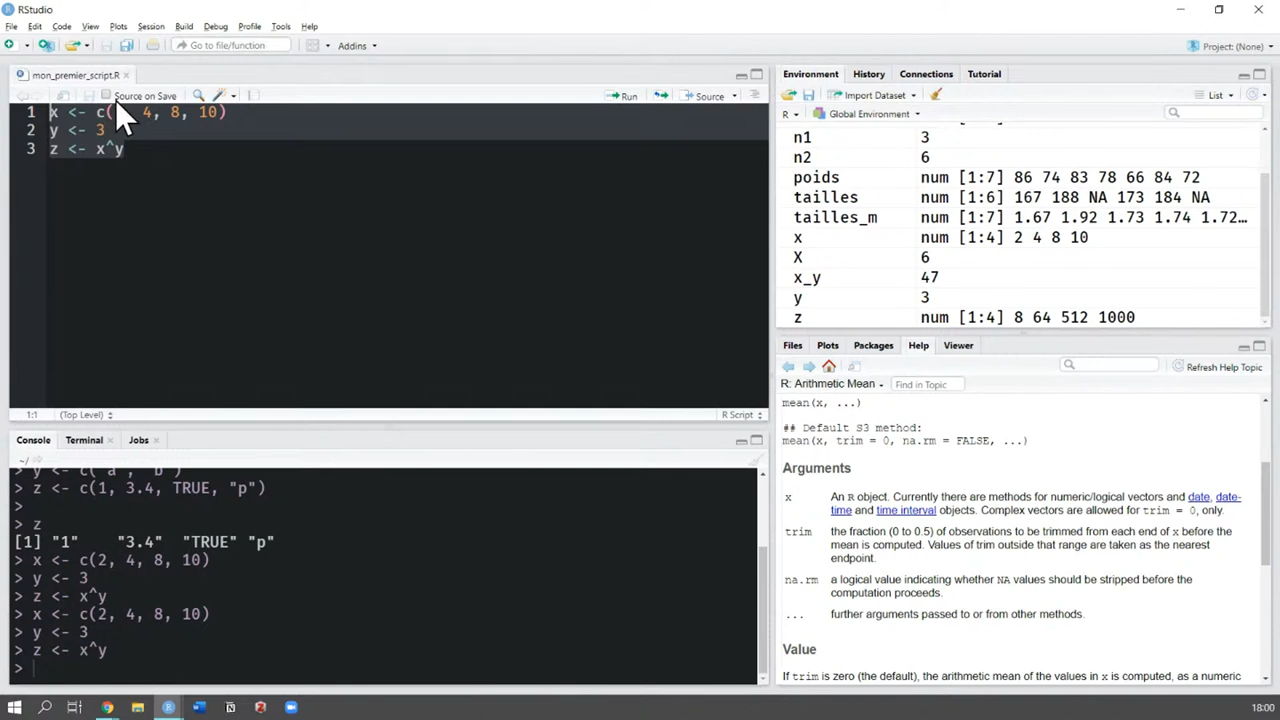 RStudio
File Edit Code View Plots Session Build Debug Profile Tools Help
Go to file/function Addins Project: (None)
mon_premier_script.R
Source on Save Run Source
1 x <- c( 4, 8, 10)
2 y <- 3
3 z <- x^y
1:1 (Top Level) R Script
Console Terminal Jobs
~/
> y <- c("a", "b")
> z <- c(1, 3.4, TRUE, "p")
>
> z
[1] "1" "3.4" "TRUE" "p"
> x <- c(2, 4, 8, 10)
> y <- 3
> z <- x^y
> x <- c(2, 4, 8, 10)
> y <- 3
> z <- x^y
>
Environment History Connections Tutorial
Import Dataset List
R Global Environment
n1 3
n2 6
poids num [1:7] 86 74 83 78 66 84 72
tailles num [1:6] 167 188 NA 173 184 NA
tailles_m num [1:7] 1.67 1.92 1.73 1.74 1.72…
x num [1:4] 2 4 8 10
X 6
x_y 47
y 3
z num [1:4] 8 64 512 1000
Files Plots Packages Help Viewer
Refresh Help Topic
R: Arithmetic Mean Find in Topic
mean(x, ...)
## Default S3 method:
mean(x, trim = 0, na.rm = FALSE, ...)
Arguments
x An R object. Currently there are methods for numeric/logical vectors and date, date-
time and time interval objects. Complex vectors are allowed for trim = 0, only.
trim the fraction (0 to 0.5) of observations to be trimmed from each end of x before the
mean is computed. Values of trim outside that range are taken as the nearest
endpoint.
na.rm a logical value indicating whether NA values should be stripped before the
computation proceeds.
... further arguments passed to or from other methods.
Value
If trim is zero (the default), the arithmetic mean of the values in x is computed, as a numeric
18:00